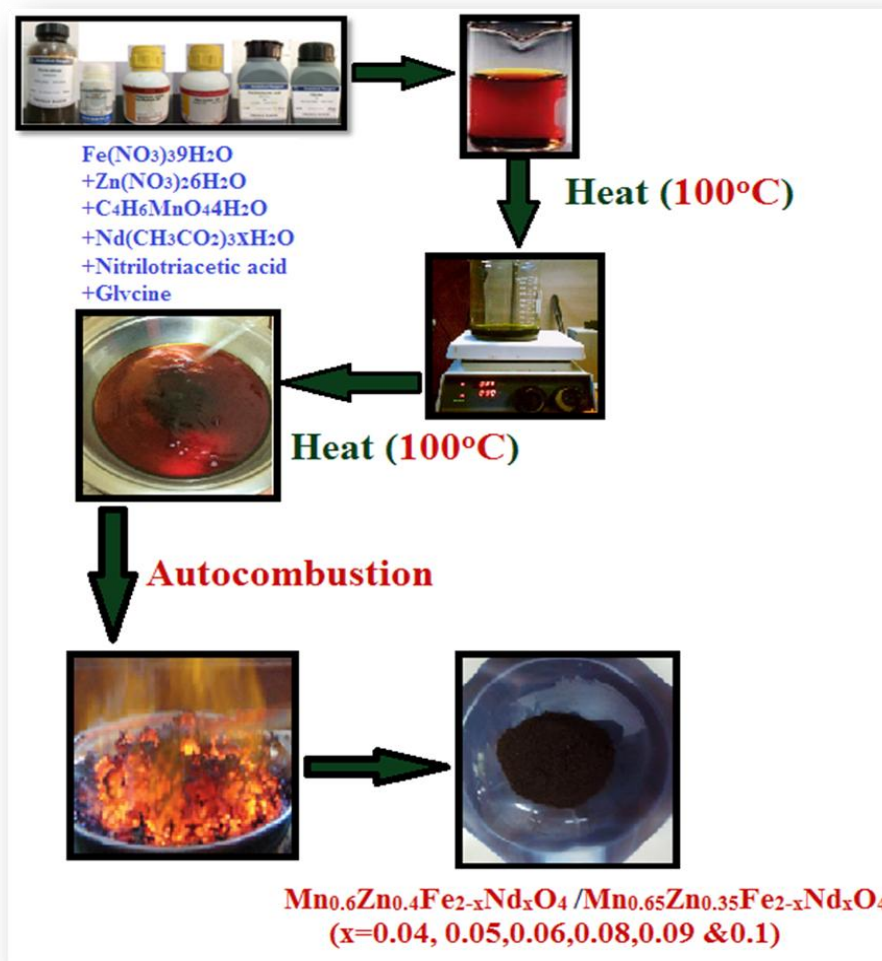 Fe(NO3)39H2O
+Zn(NO3)26H2O
+C4H6MnO44H2O
+Nd(CH3CO2)3xH2O
+Nitrilotriacetic acid
+Glycine
Heat (100°C)
Heat (100°C)
Autocombustion
Mn0.6Zn0.4Fe2-xNdxO4 /Mn0.65Zn0.35Fe2-xNdxO4
(x=0.04, 0.05,0.06,0.08,0.09 &0.1)